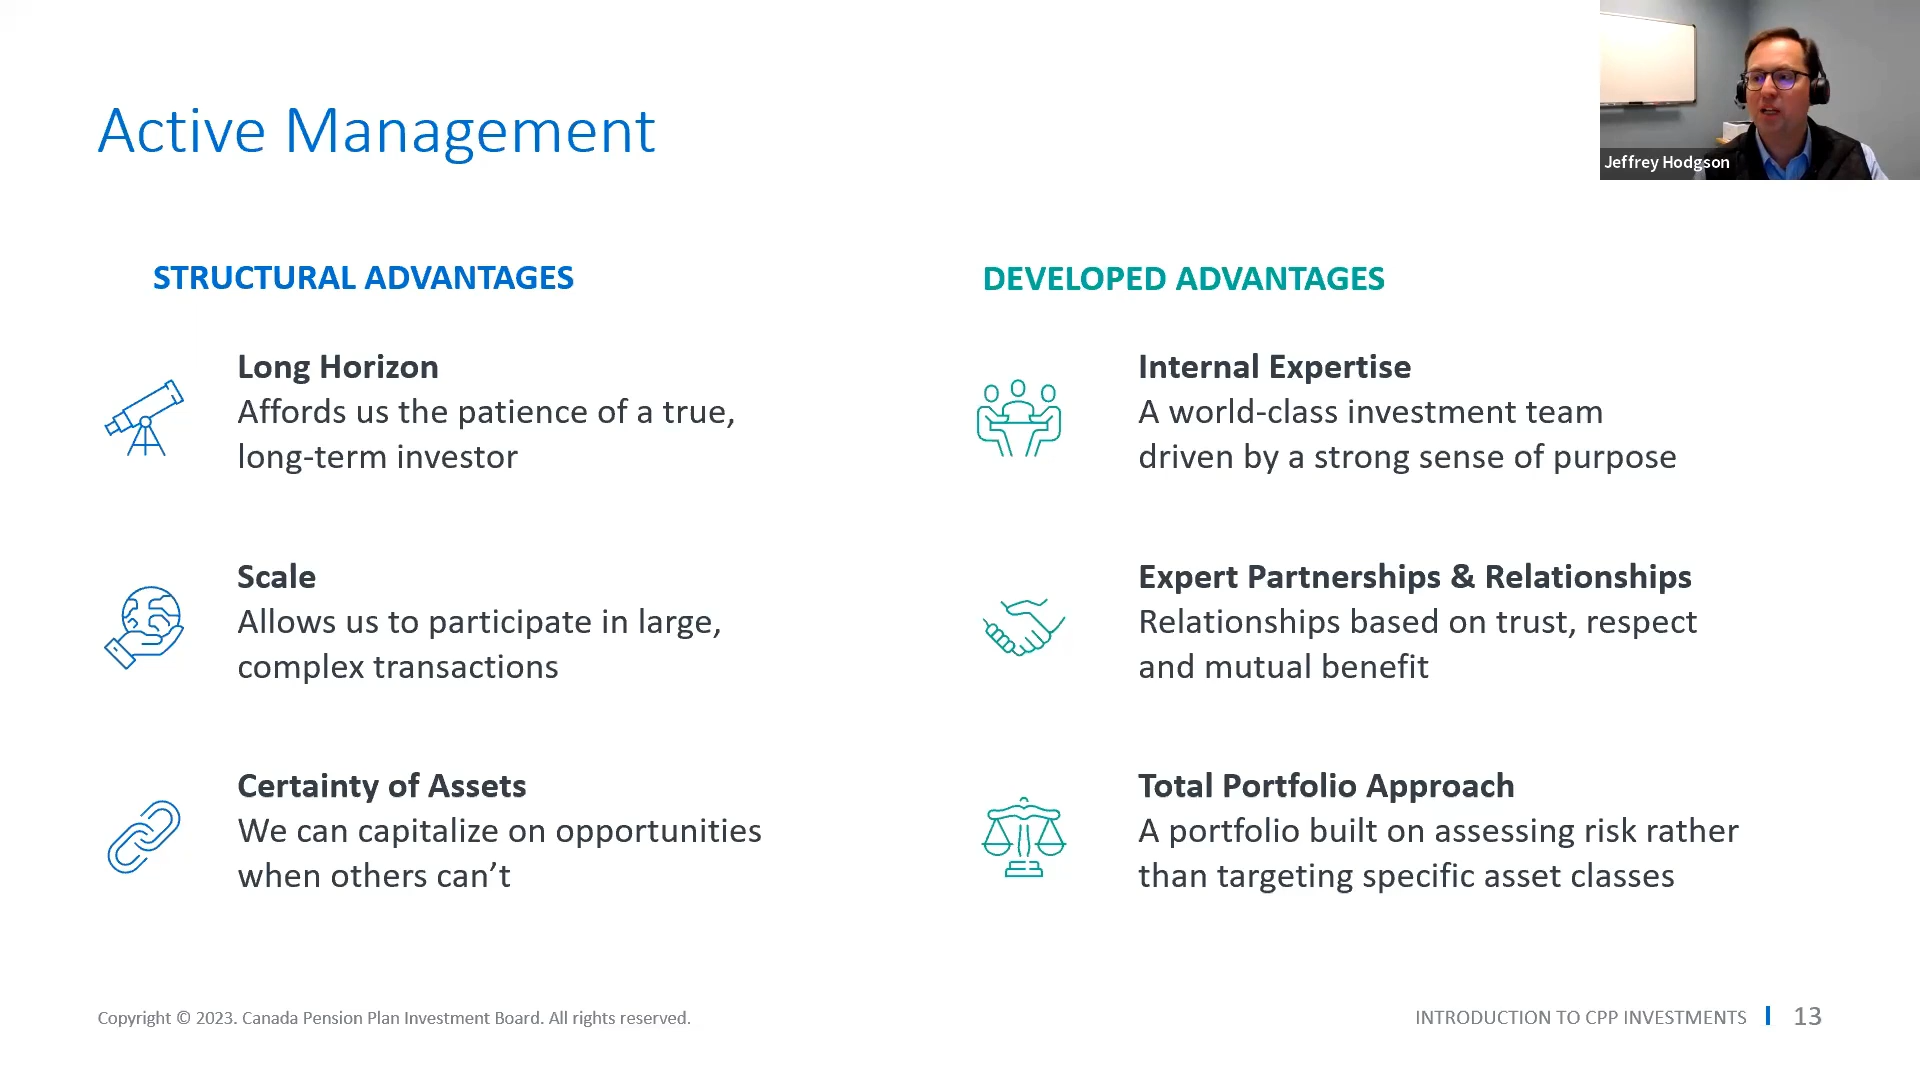 Active Management
Jeffrey Hodgson
STRUCTURAL ADVANTAGES
Long Horizon
Affords us the patience of a true,
long-term investor
Scale
Allows us to participate in large,
complex transactions
Certainty of Assets
We can capitalize on opportunities
when others can’t
DEVELOPED ADVANTAGES
Internal Expertise
A world-class investment team
driven by a strong sense of purpose
Expert Partnerships & Relationships
Relationships based on trust, respect
and mutual benefit
Total Portfolio Approach
A portfolio built on assessing risk rather
than targeting specific asset classes
Copyright © 2023. Canada Pension Plan Investment Board. All rights reserved.
INTRODUCTION TO CPP INVESTMENTS 13